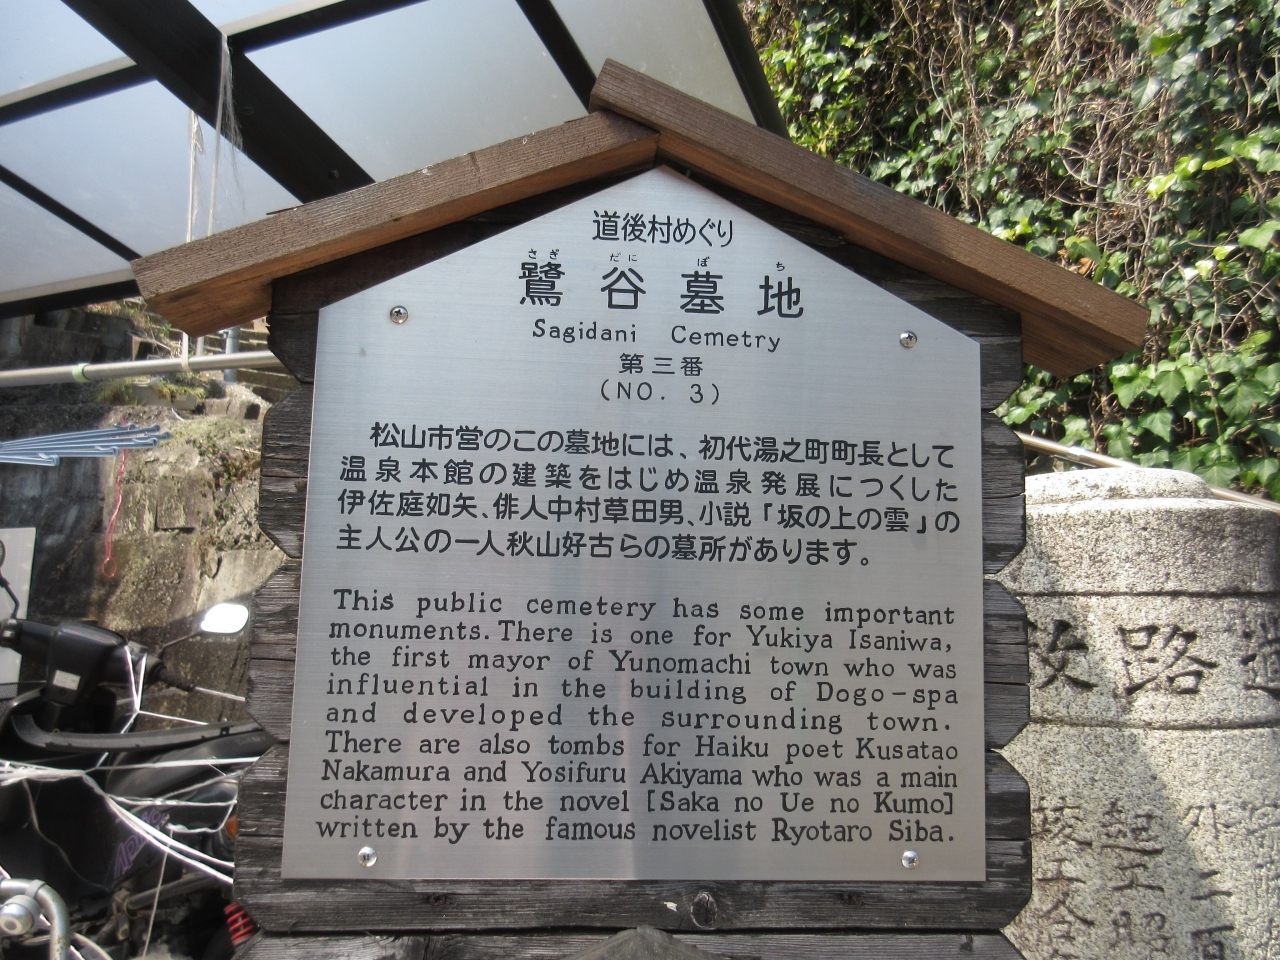 道後村めぐり
さぎ だに ぼ ち
鷺谷墓地
Sagidani Cemetry
第三番
(NO. 3)
松山市営のこの墓地には、初代湯之町町長として
温泉本館の建築をはじめ温泉発展につくした
伊佐庭如矢、俳人中村草田男、小説「坂の上の雲」の
主人公の一人秋山好古らの墓所があります。
This public cemetery has some important
monuments. There is one for Yukiya Isaniwa,
the first mayor of Yunomachi town who was
influential in the building of Dogo-spa
and developed the surrounding town.
There are also tombs for Haiku poet Kusatao
Nakamura and Yosifuru Akiyama who was a main
character in the novel [Saka no Ue no Kumo]
written by the famous novelist Ryotaro Siba.
改路道